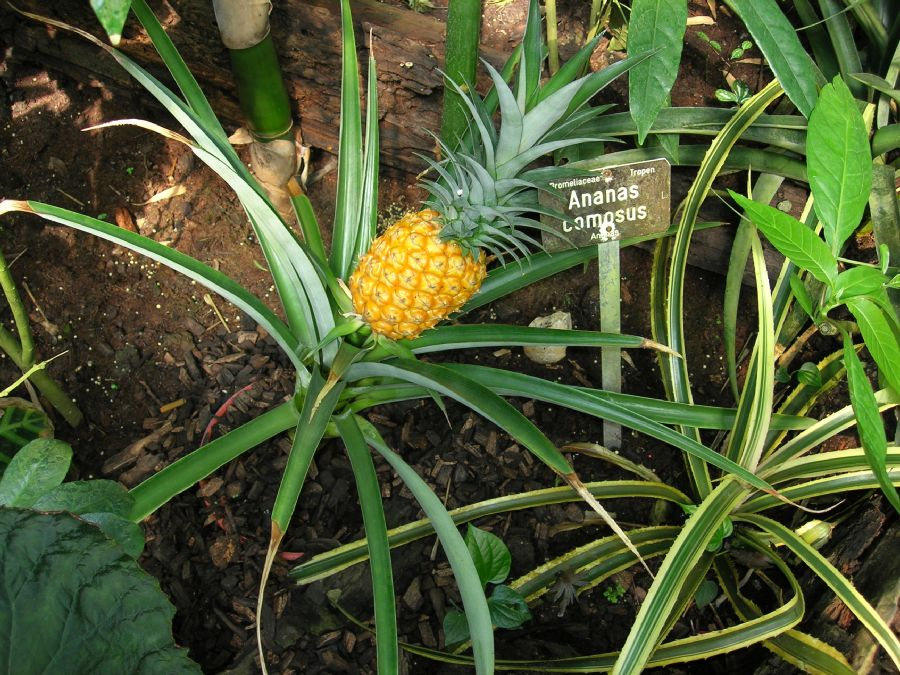 Bromeliaceae Tropen
Ananas
comosus
Ananas